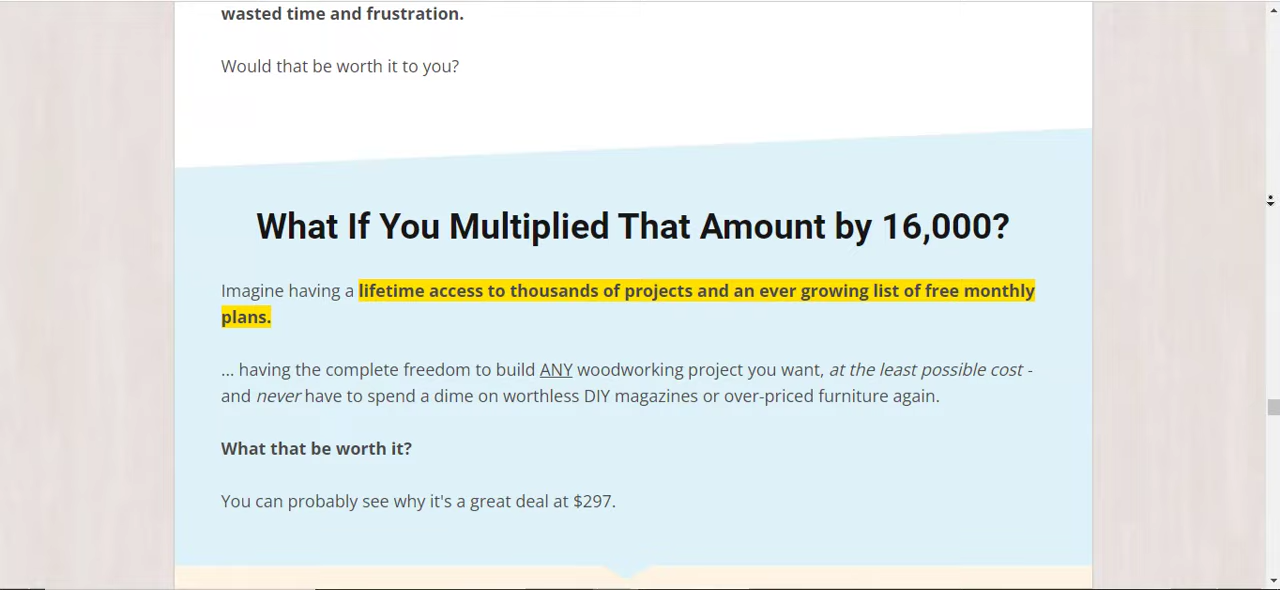 wasted time and frustration.
Would that be worth it to you?
What If You Multiplied That Amount by 16,000?
Imagine having a lifetime access to thousands of projects and an ever growing list of free monthly
plans.
... having the complete freedom to build ANY woodworking project you want, at the least possible cost -
and never have to spend a dime on worthless DIY magazines or over-priced furniture again.
What that be worth it?
You can probably see why it's a great deal at $297.